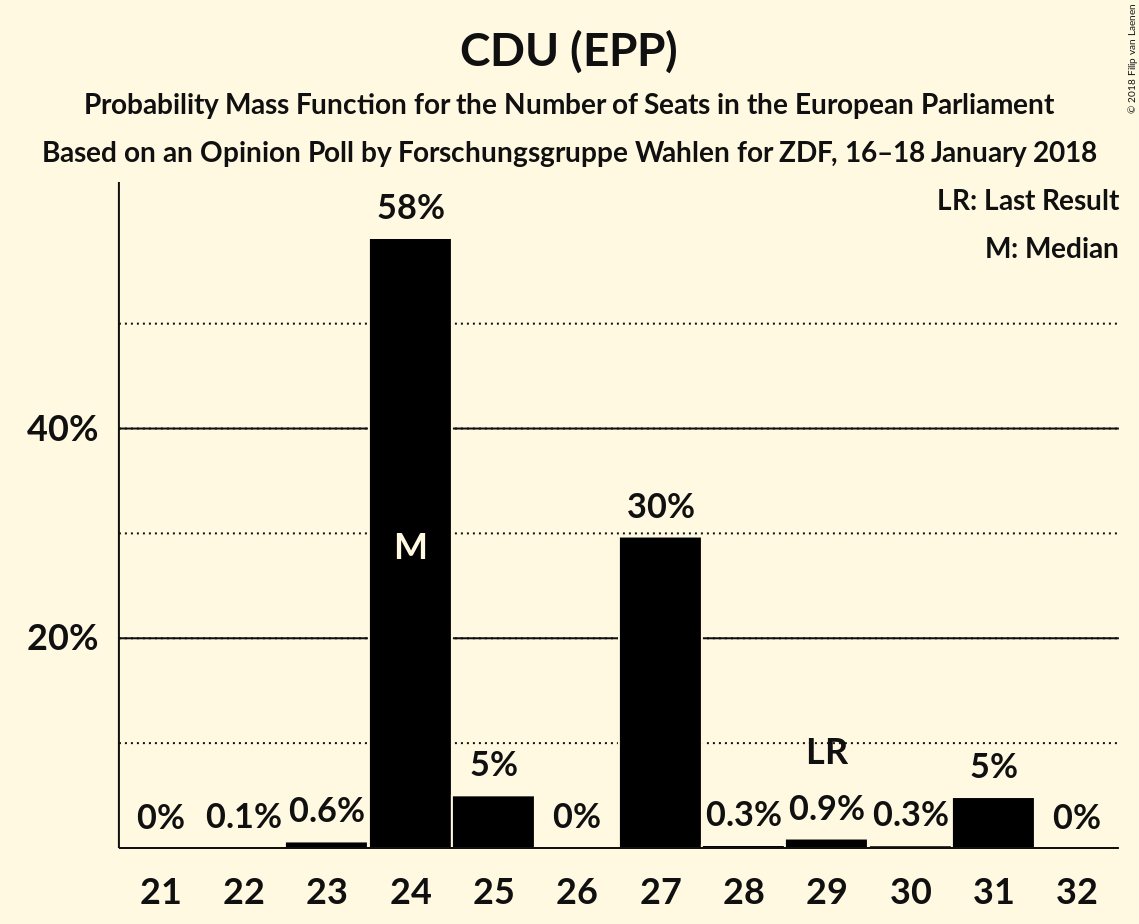 CDU (EPP)
Probability Mass Function for the Number of Seats in the European Parliament
Based on an Opinion Poll by Forschungsgruppe Wahlen for ZDF, 16–18 January 2018
© 2018 Filip van Laenen
LR: Last Result
M: Median
58%
40%
30%
M
20%
LR
5%
5%
0%
0.1%
0.6%
0%
0.3%
0.9%
0.3%
0%
21 22 23 24 25 26 27 28 29 30 31 32